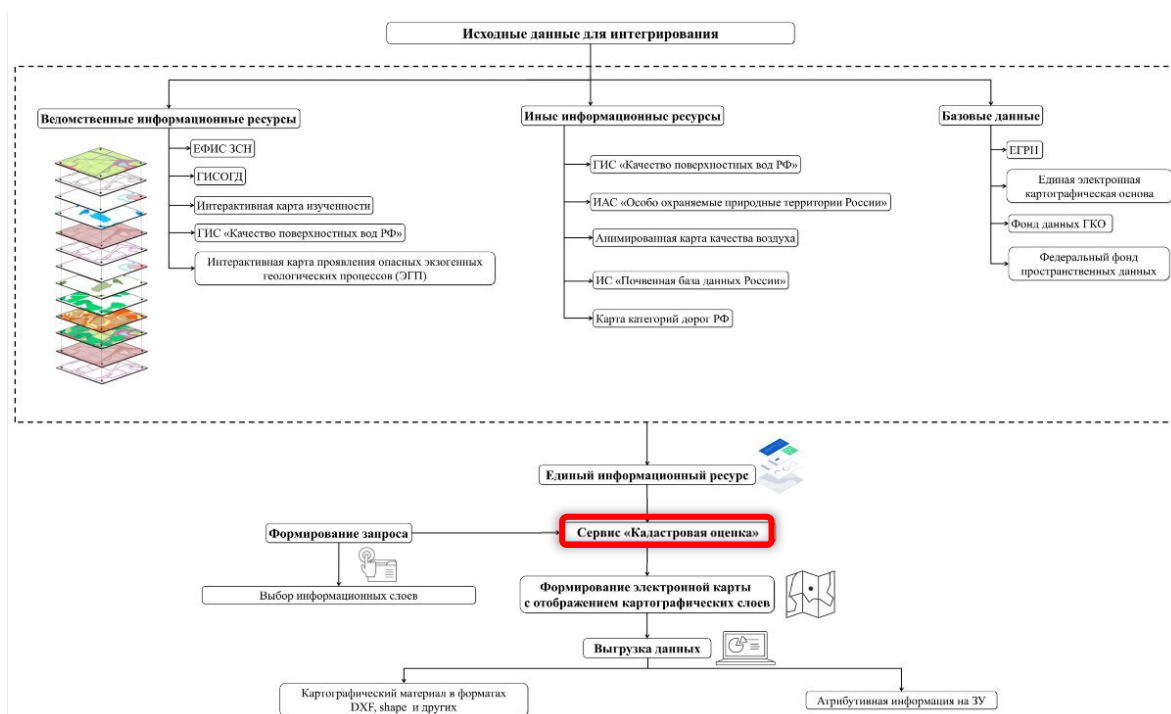 Исходные данные для интегрирования
Ведомственные информационные ресурсы
ЕФИС ЗСН
ГИСОГД
Интерактивная карта изученности
ГИС «Качество поверхностных вод РФ»
Интерактивная карта проявления опасных экзогенных
геологических процессов (ЭГП)
Иные информационные ресурсы
ГИС «Качество поверхностных вод РФ»
ИАС «Особо охраняемые природные территории России»
Анимированная карта качества воздуха
ИС «Почвенная база данных России»
Карта категорий дорог РФ
Базовые данные
ЕГРН
Единая электронная
картографическая основа
Фонд данных ГКО
Федеральный фонд
пространственных данных
Единый информационный ресурс
Формирование запроса
Сервис «Кадастровая оценка»
Выбор информационных слоев
Формирование электронной карты
с отображением картографических слоев
Выгрузка данных
Картографический материал в форматах
DXF, shape и других
Атрибутивная информация на ЗУ